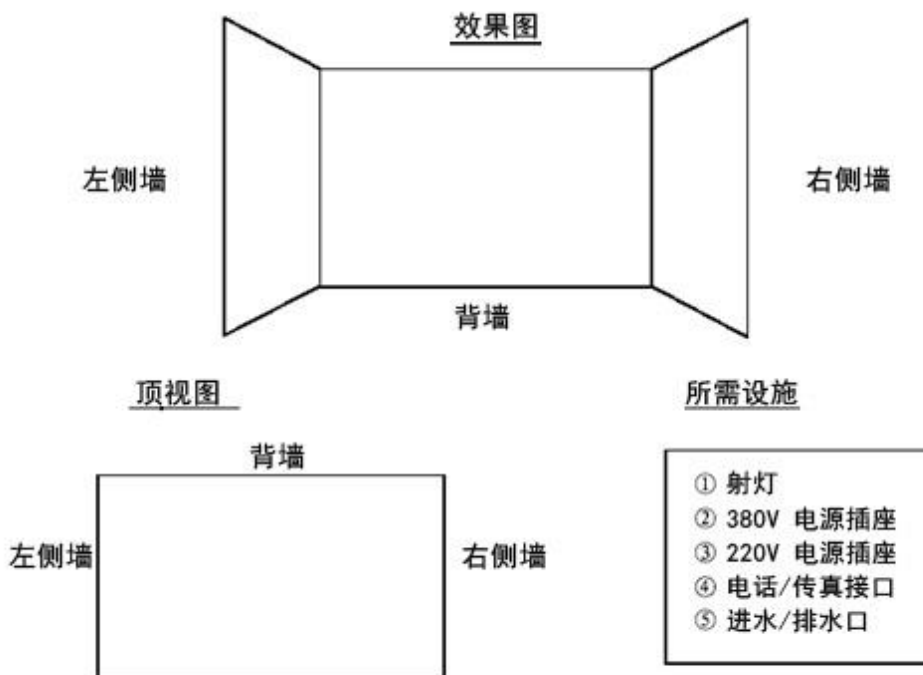 效果图
左侧墙
右侧墙
背墙
顶视图
所需设施
背墙
左侧墙
右侧墙
① 射灯
② 380V 电源插座
③ 220V 电源插座
④ 电话/传真接口
⑤ 进水/排水口